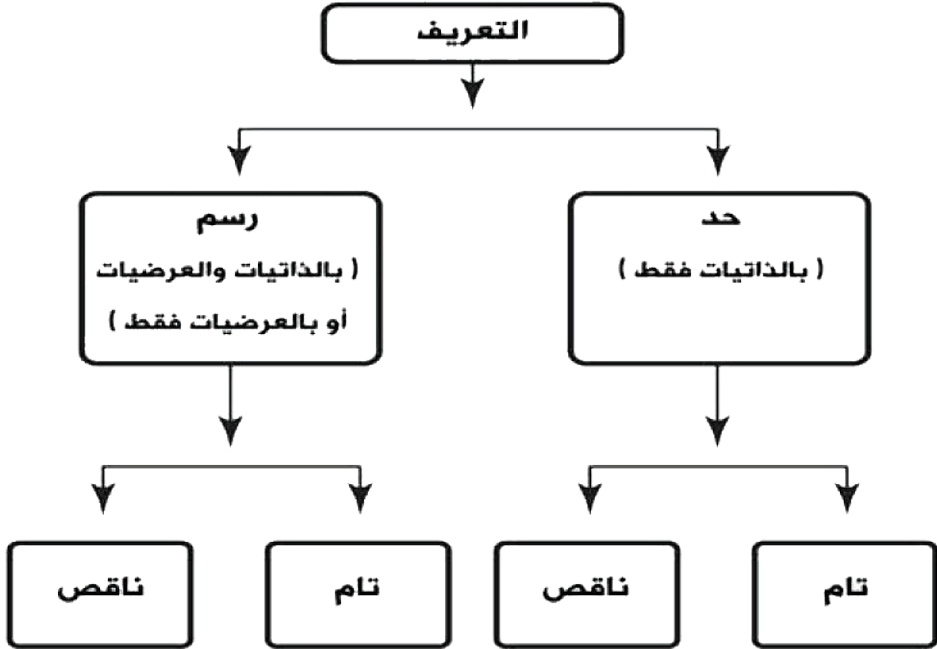 التعريف
حد
( بالذاتيات فقط )
رسم
( بالذاتيات والعرضيات
أو بالعرضيات فقط )
تام
ناقص
تام
ناقص